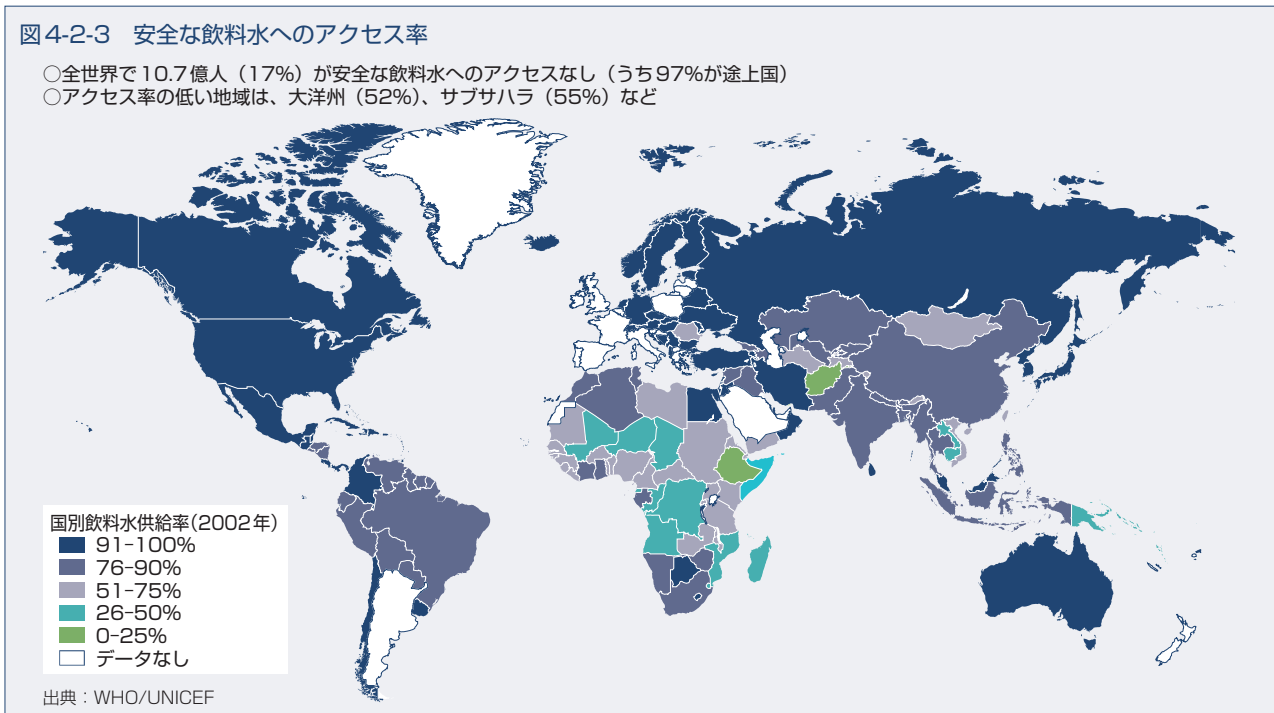 図4-2-3 安全な飲料水へのアクセス率
○全世界で10.7億人（17%）が安全な飲料水へのアクセスなし（うち97%が途上国）
○アクセス率の低い地域は、大洋州（52%）、サブサハラ（55%）など
国別飲料水供給率(2002年)
91-100%
76-90%
51-75%
26-50%
0-25%
データなし
出典：WHO/UNICEF